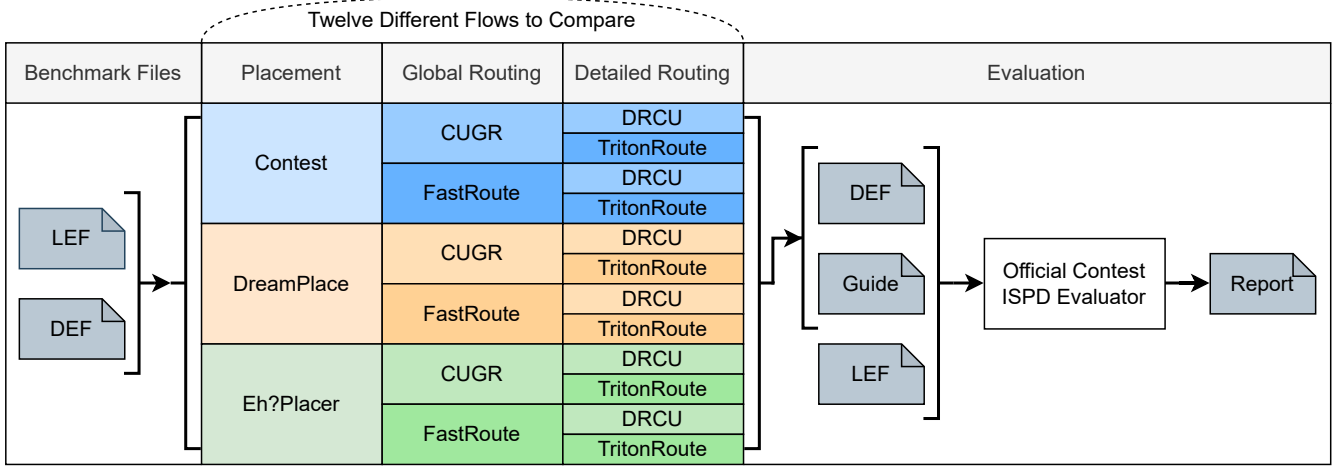 Twelve Different Flows to Compare
Benchmark Files
Placement
Global Routing
Detailed Routing
Evaluation
LEF
DEF
Contest
CUGR
DRCU
TritonRoute
FastRoute
DRCU
TritonRoute
DreamPlace
CUGR
DRCU
TritonRoute
FastRoute
DRCU
TritonRoute
Eh?Placer
CUGR
DRCU
TritonRoute
FastRoute
DRCU
TritonRoute
DEF
Guide
LEF
Official Contest
ISPD Evaluator
Report